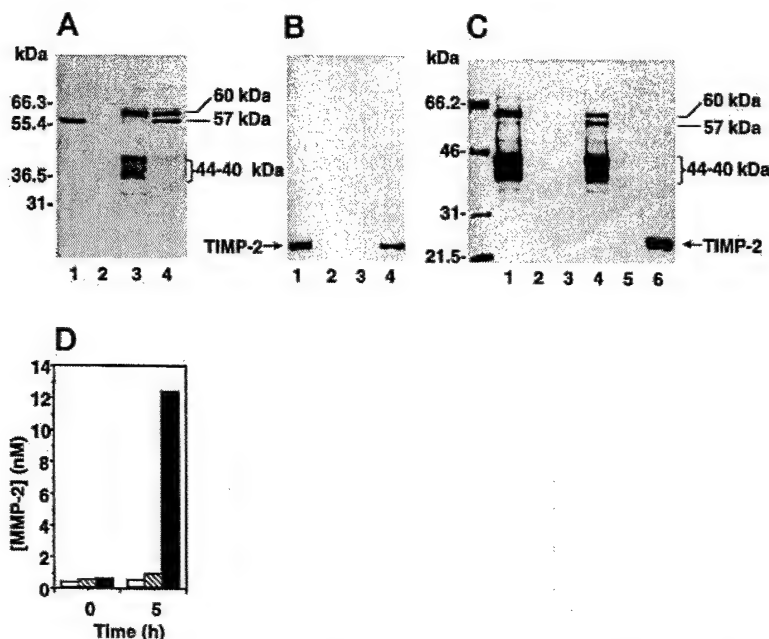 A
kDa
66.3-
55.4-
36.5-
31-
60 kDa
57 kDa
44-40 kDa
1 2 3 4
B
TIMP-2
1 2 3 4
C
kDa
66.2-
46-
31-
21.5-
60 kDa
57 kDa
44-40 kDa
TIMP-2
1 2 3 4 5 6
D
[MMP-2] (nM)
14
12
10
8
6
4
2
0
0 5
Time (h)